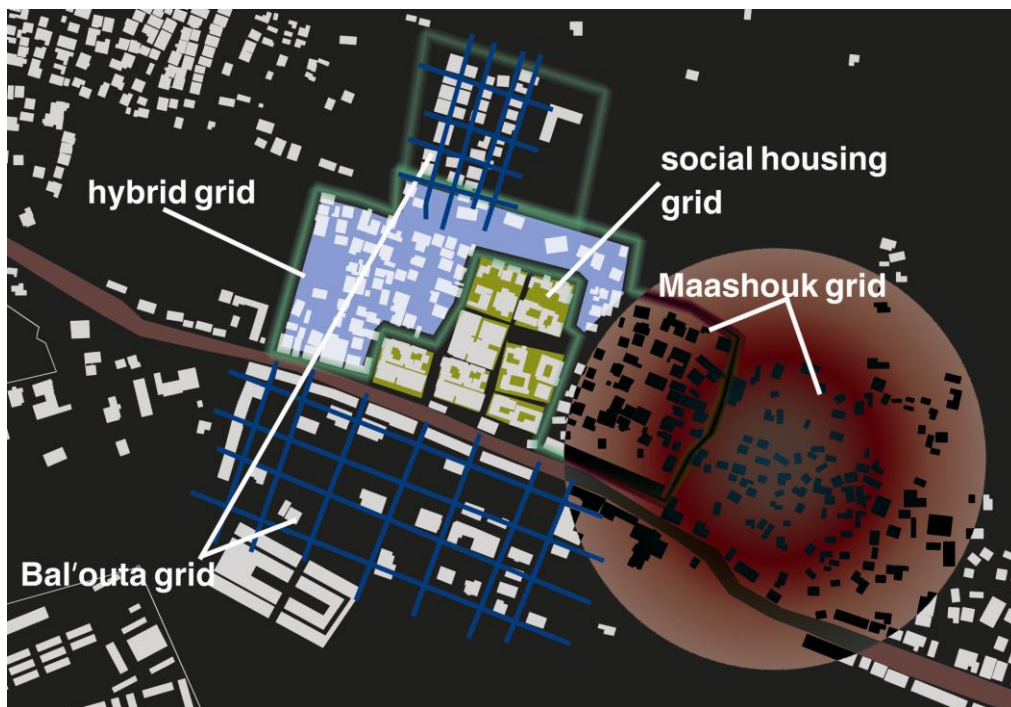 social housing
grid
hybrid grid
Maashouk grid
Bal'outa grid